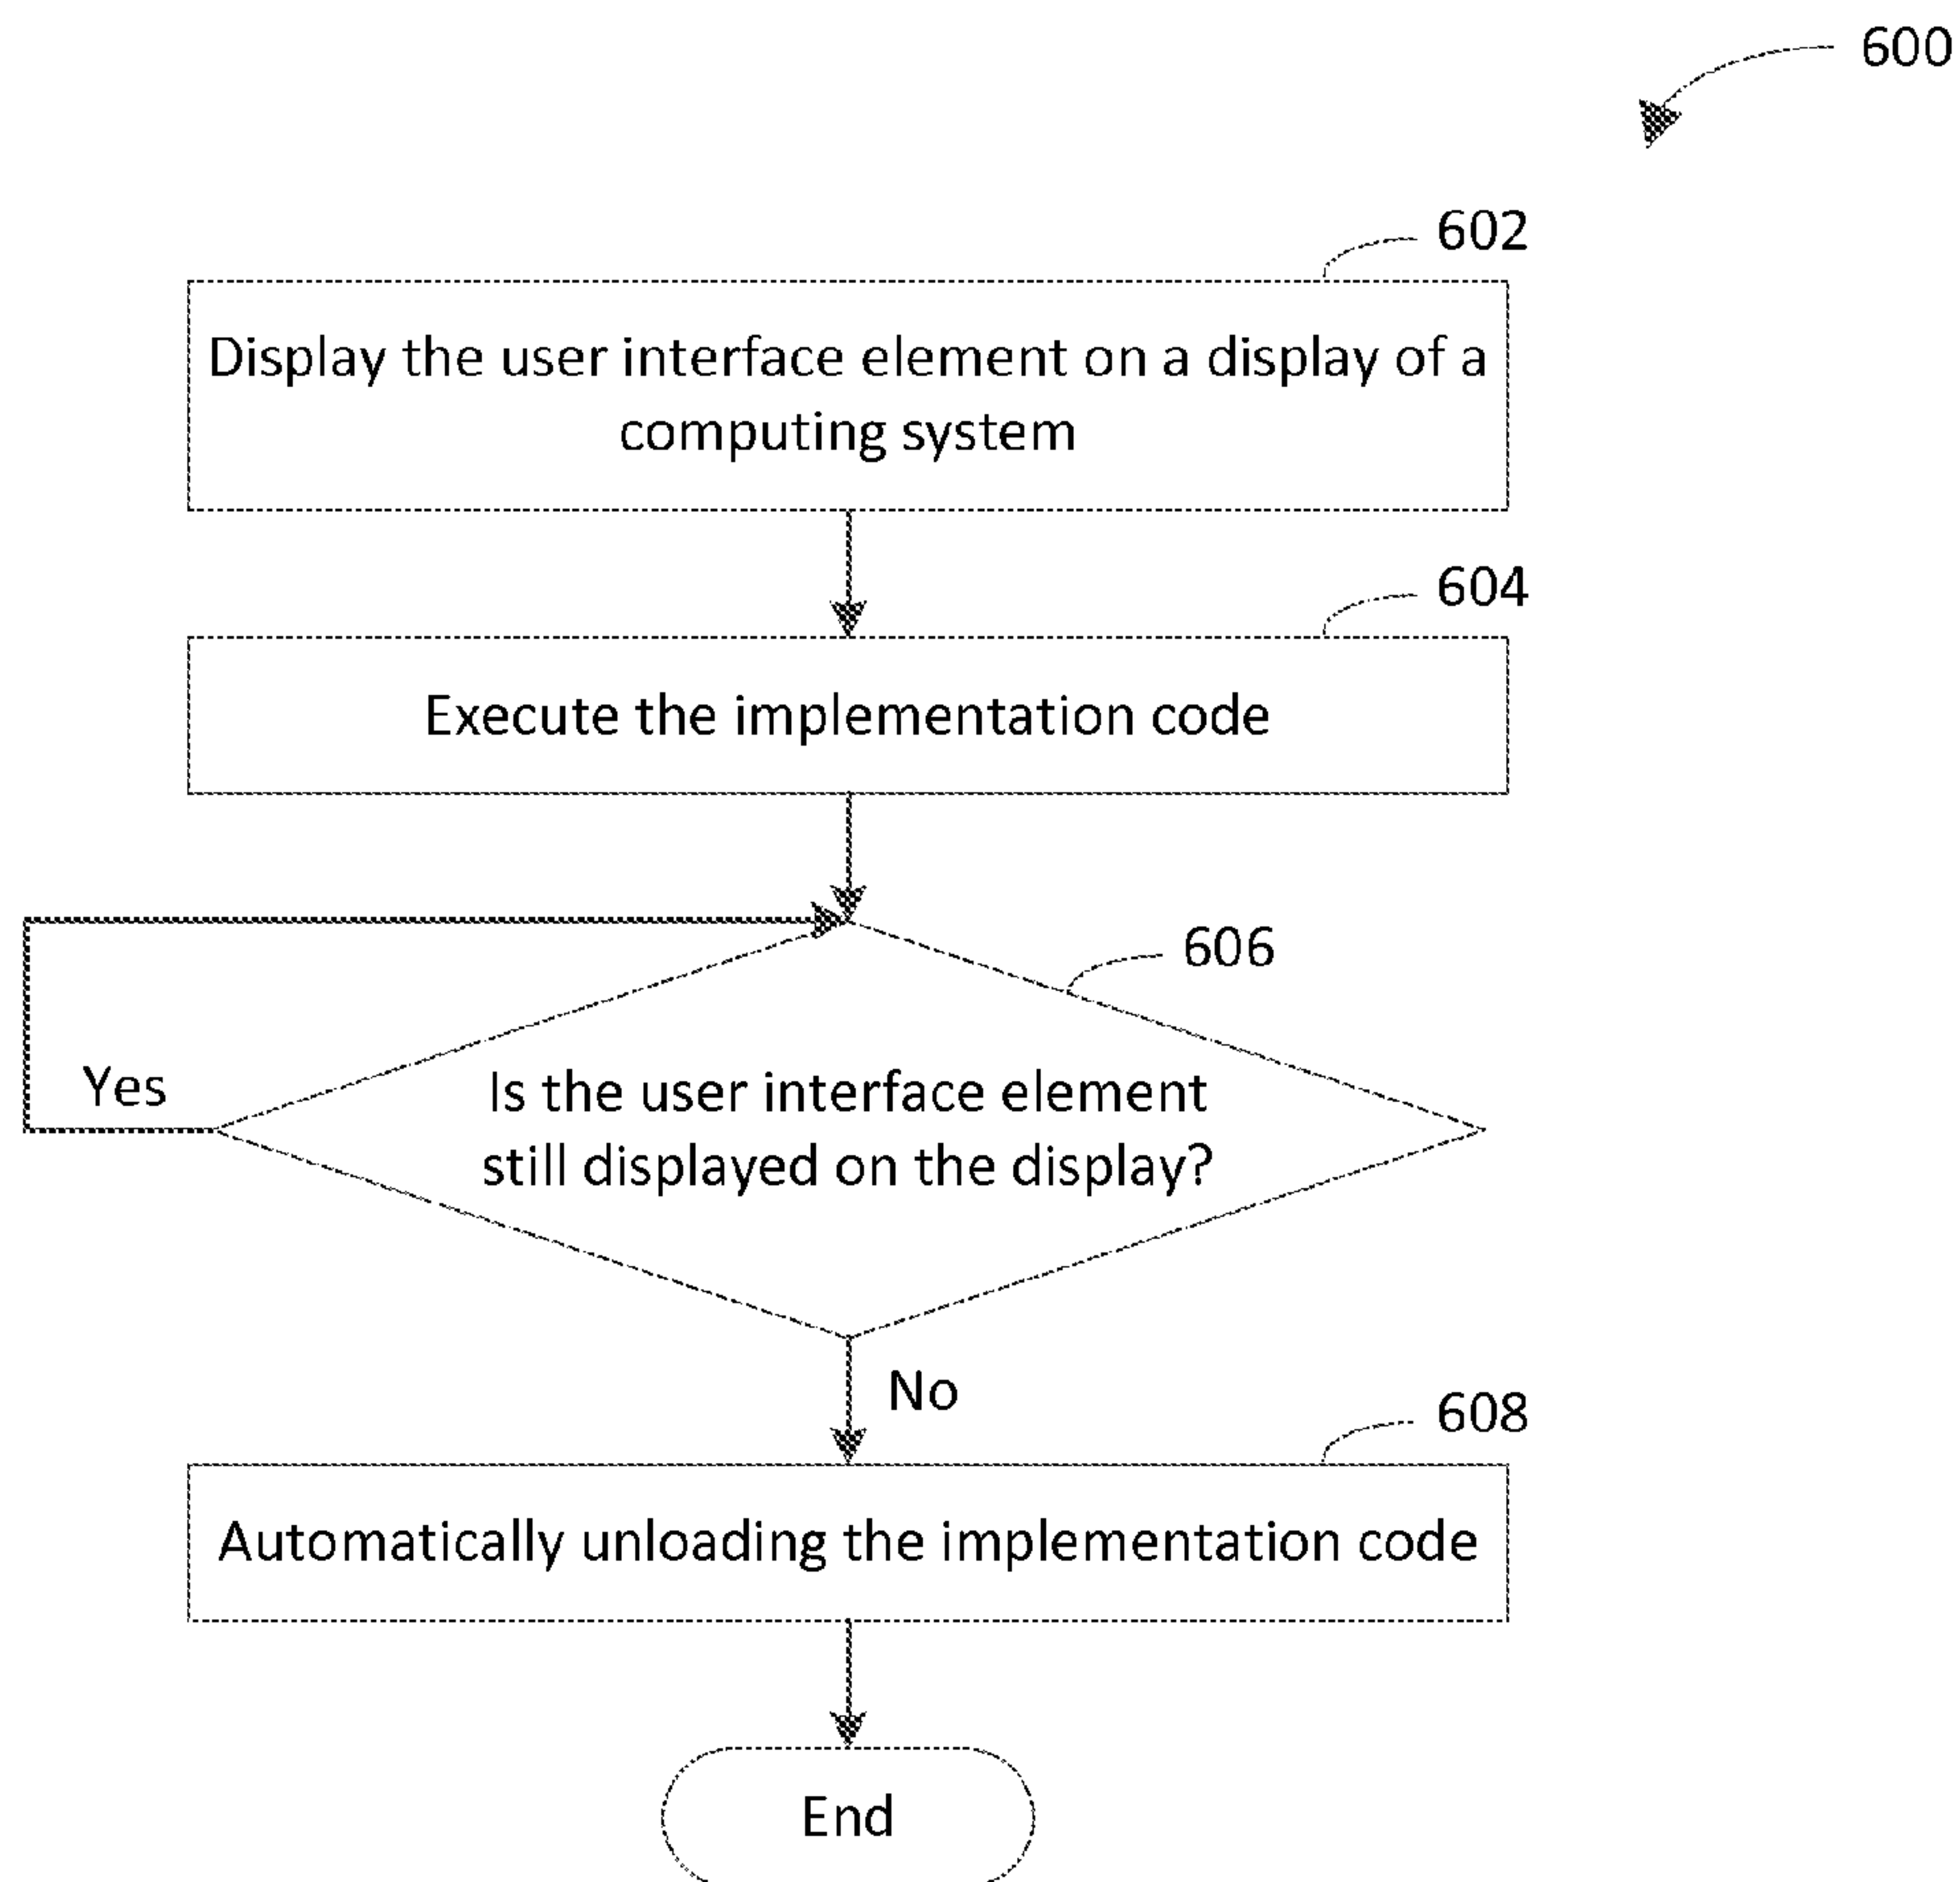 600
602
Display the user interface element on a display of a
computing system
604
Execute the implementation code
606
Yes
Is the user interface element
still displayed on the display?
No
608
Automatically unloading the implementation code
End